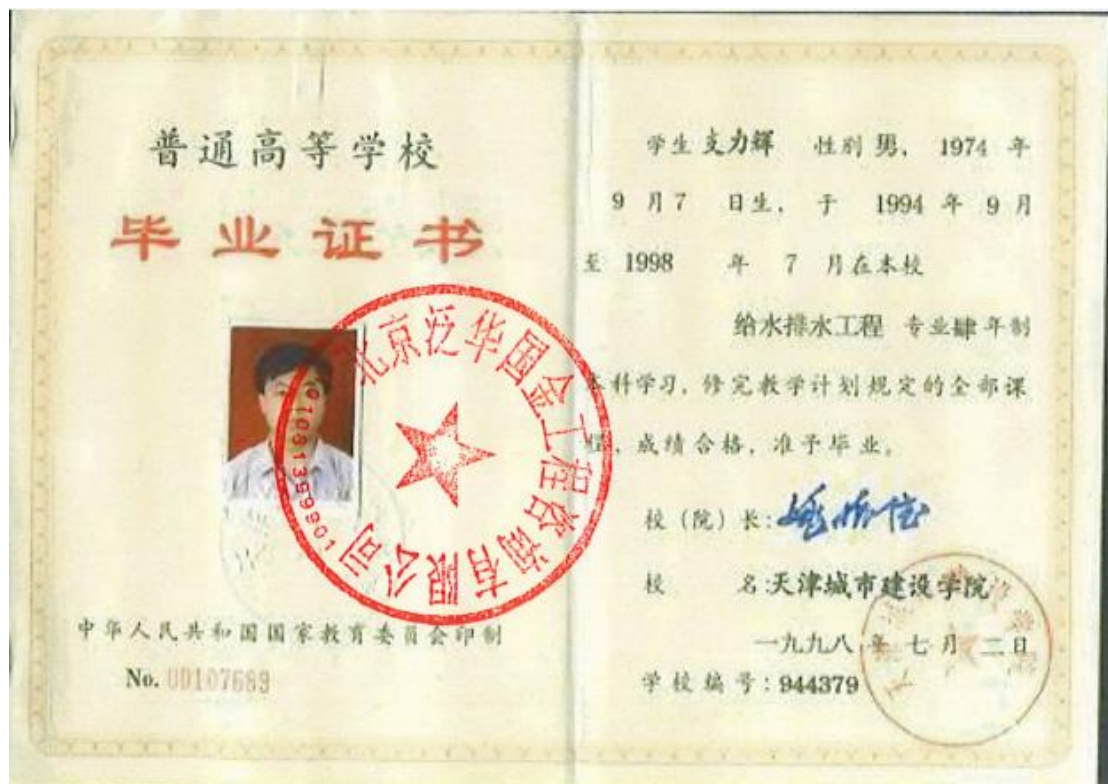 普通高等学校
毕业证书
北京泛华国金工程咨询有限公司
中华人民共和国国家教育委员会印制
No. 00107689
学生 支力辉 性别 男, 1974 年
9 月 7 日生, 于 1994 年 9 月
至 1998 年 7 月在本校
给水排水工程 专业肆年制
本科学习, 修完教学计划规定的全部课
程, 成绩合格, 准予毕业。
校(院)长:
校 名:天津城市建设学院
一九九八 年 七 月 二 日
学校编号:944379